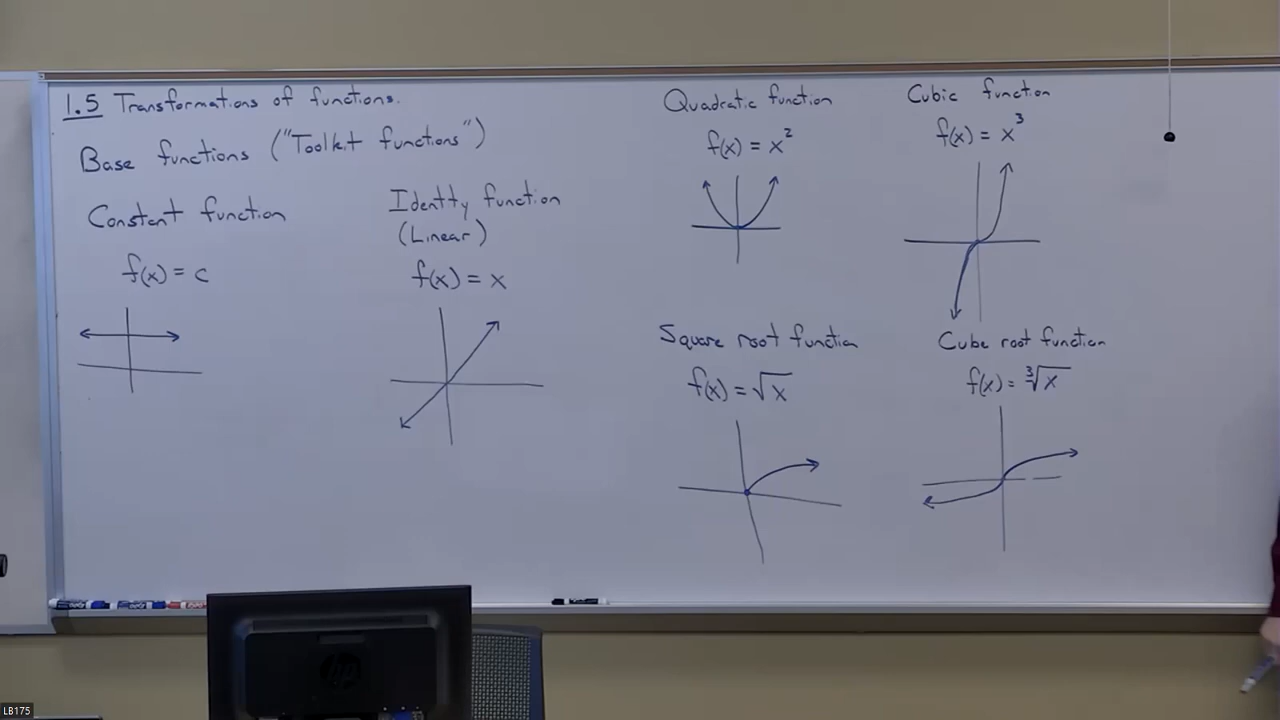 1.5 Transformations of functions.
Base functions ("Toolkit functions")
Constant function
f(x) = c
Identity function
(Linear)
f(x) = x
Quadratic function
f(x) = x²
Cubic function
f(x) = x³
Square root function
f(x) = √x
Cube root function
f(x) = ∛x
hp
LB175